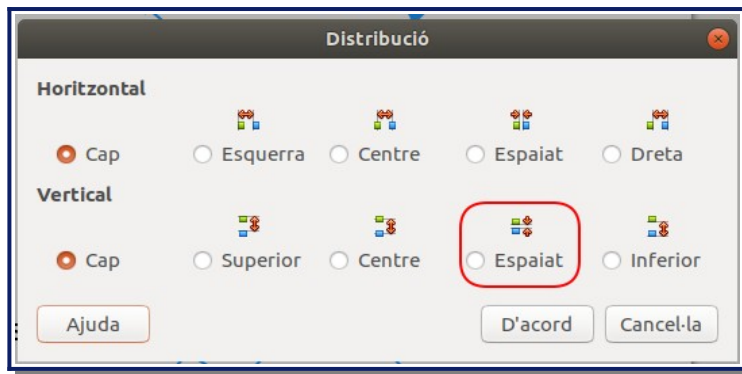 Distribució
Horitzontal
Cap Esquerra Centre Espaiat Dreta
Vertical
Cap Superior Centre Espaiat Inferior
Ajuda D'acord Cancel·la